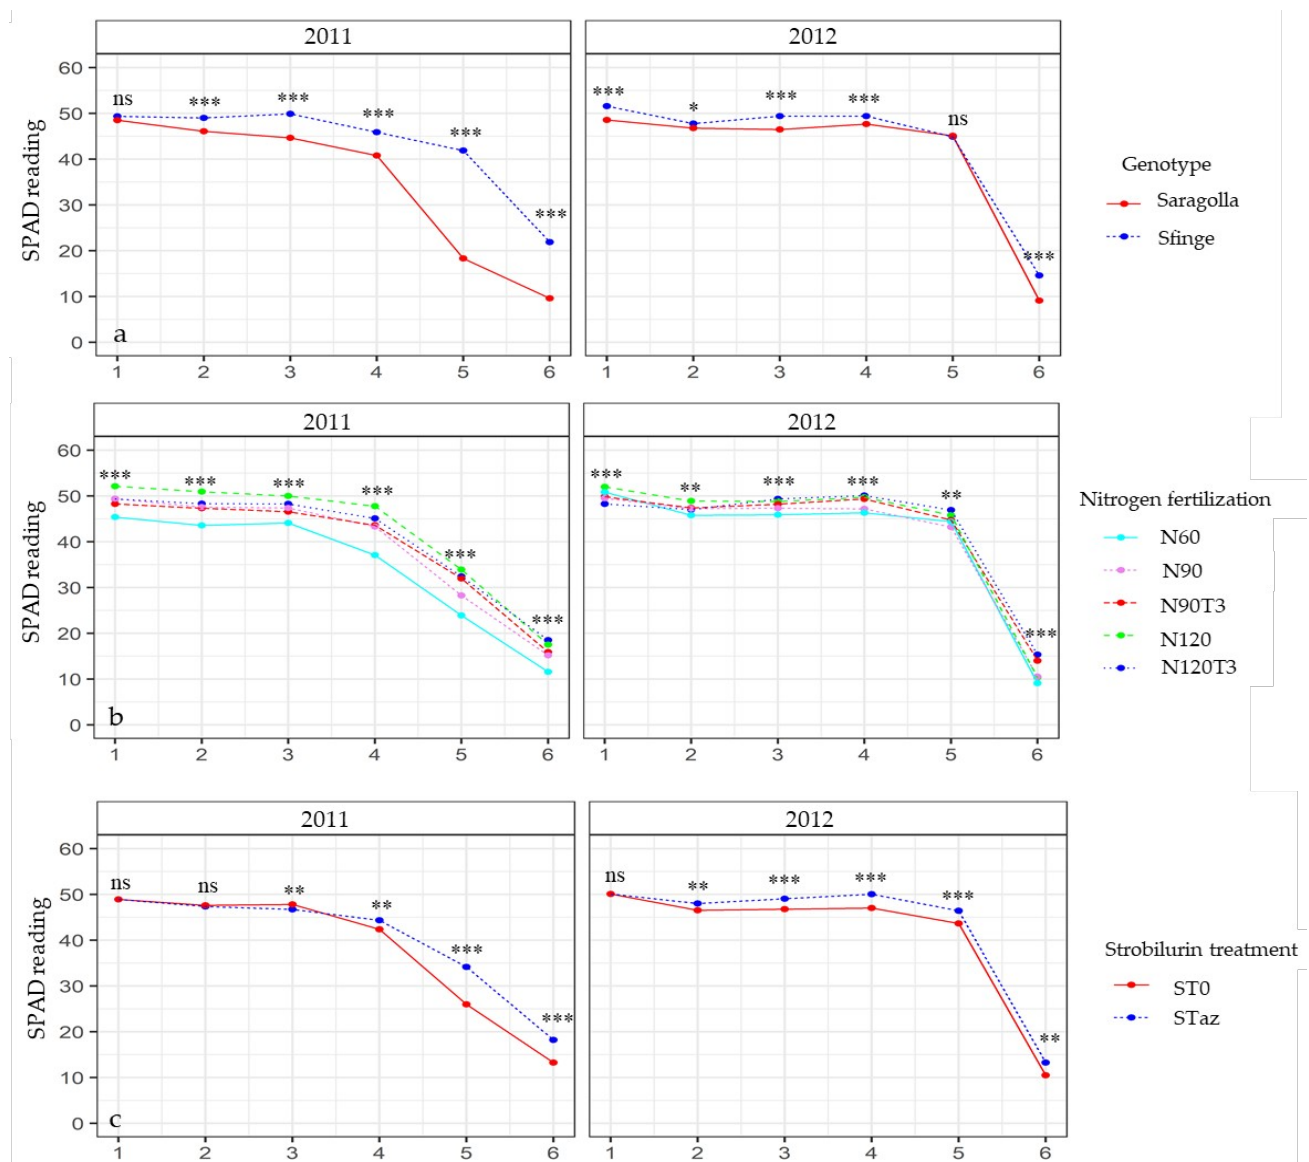 2011 2012
60
50
40
30
20
10
0
SPAD reading
ns *** *** *** *** ***
*** * *** *** ns ***
a
1 2 3 4 5 6
1 2 3 4 5 6
Genotype
Saragolla
Sfinge
2011 2012
60
50
40
30
20
10
0
SPAD reading
*** *** *** *** *** ***
*** ** *** *** ** ***
b
1 2 3 4 5 6
1 2 3 4 5 6
Nitrogen fertilization
N60
N90
N90T3
N120
N120T3
2011 2012
60
50
40
30
20
10
0
SPAD reading
ns ns ** ** *** ***
ns ** *** *** *** **
c
1 2 3 4 5 6
1 2 3 4 5 6
Strobilurin treatment
ST0
STaz